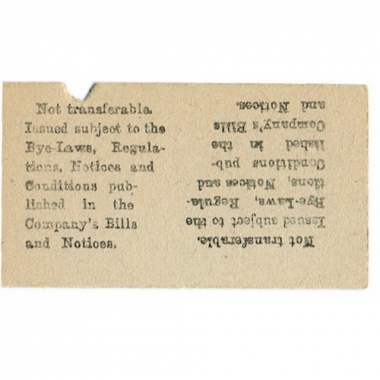 Not transferable.
Issued subject to the
Bye-Laws, Regula-
tions, Notices and
Conditions pub-
lished in the
Company's Bills
and Notices.
Not transferable.
Issued subject to the
Bye-Laws, Regula-
tions, Notices and
Conditions pub-
lished in the
Company's Bills
and Notices.